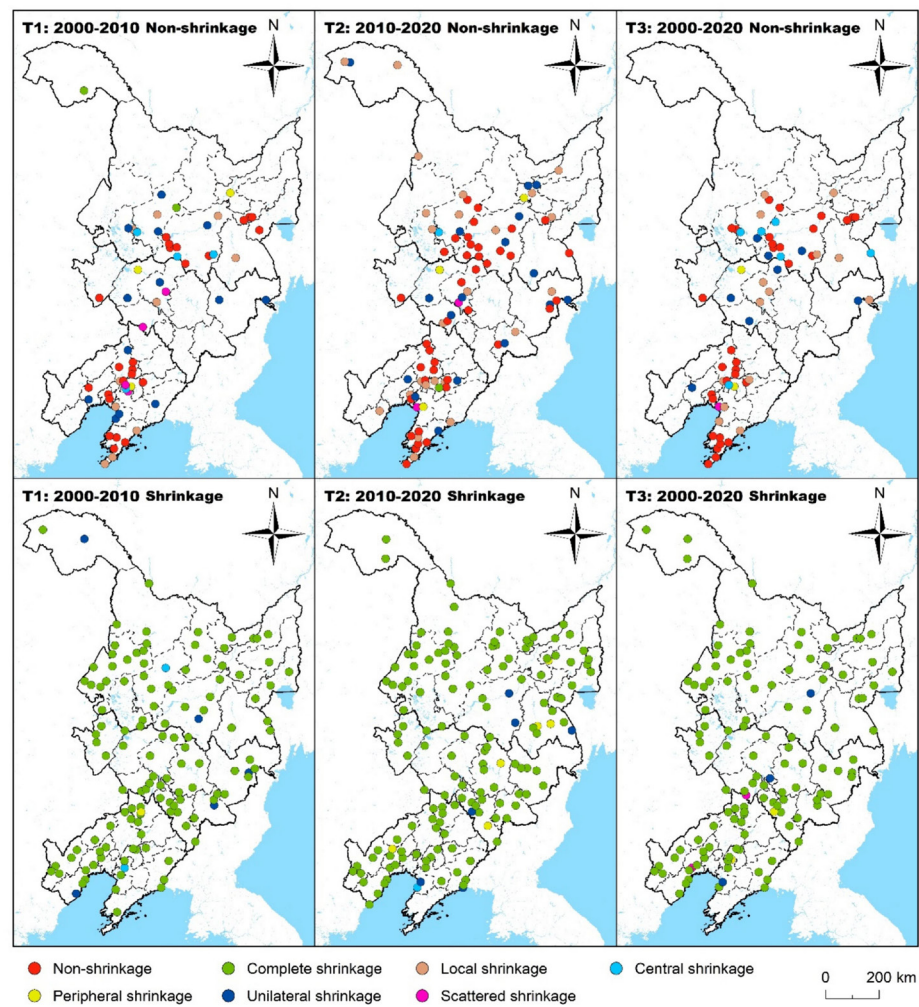 T1: 2000-2010 Non-shrinkage
N
T2: 2010-2020 Non-shrinkage
N
T3: 2000-2020 Non-shrinkage
N
T1: 2000-2010 Shrinkage
N
T2: 2010-2020 Shrinkage
N
T3: 2000-2020 Shrinkage
N
Non-shrinkage
Complete shrinkage
Local shrinkage
Central shrinkage
Peripheral shrinkage
Unilateral shrinkage
Scattered shrinkage
0 200 km